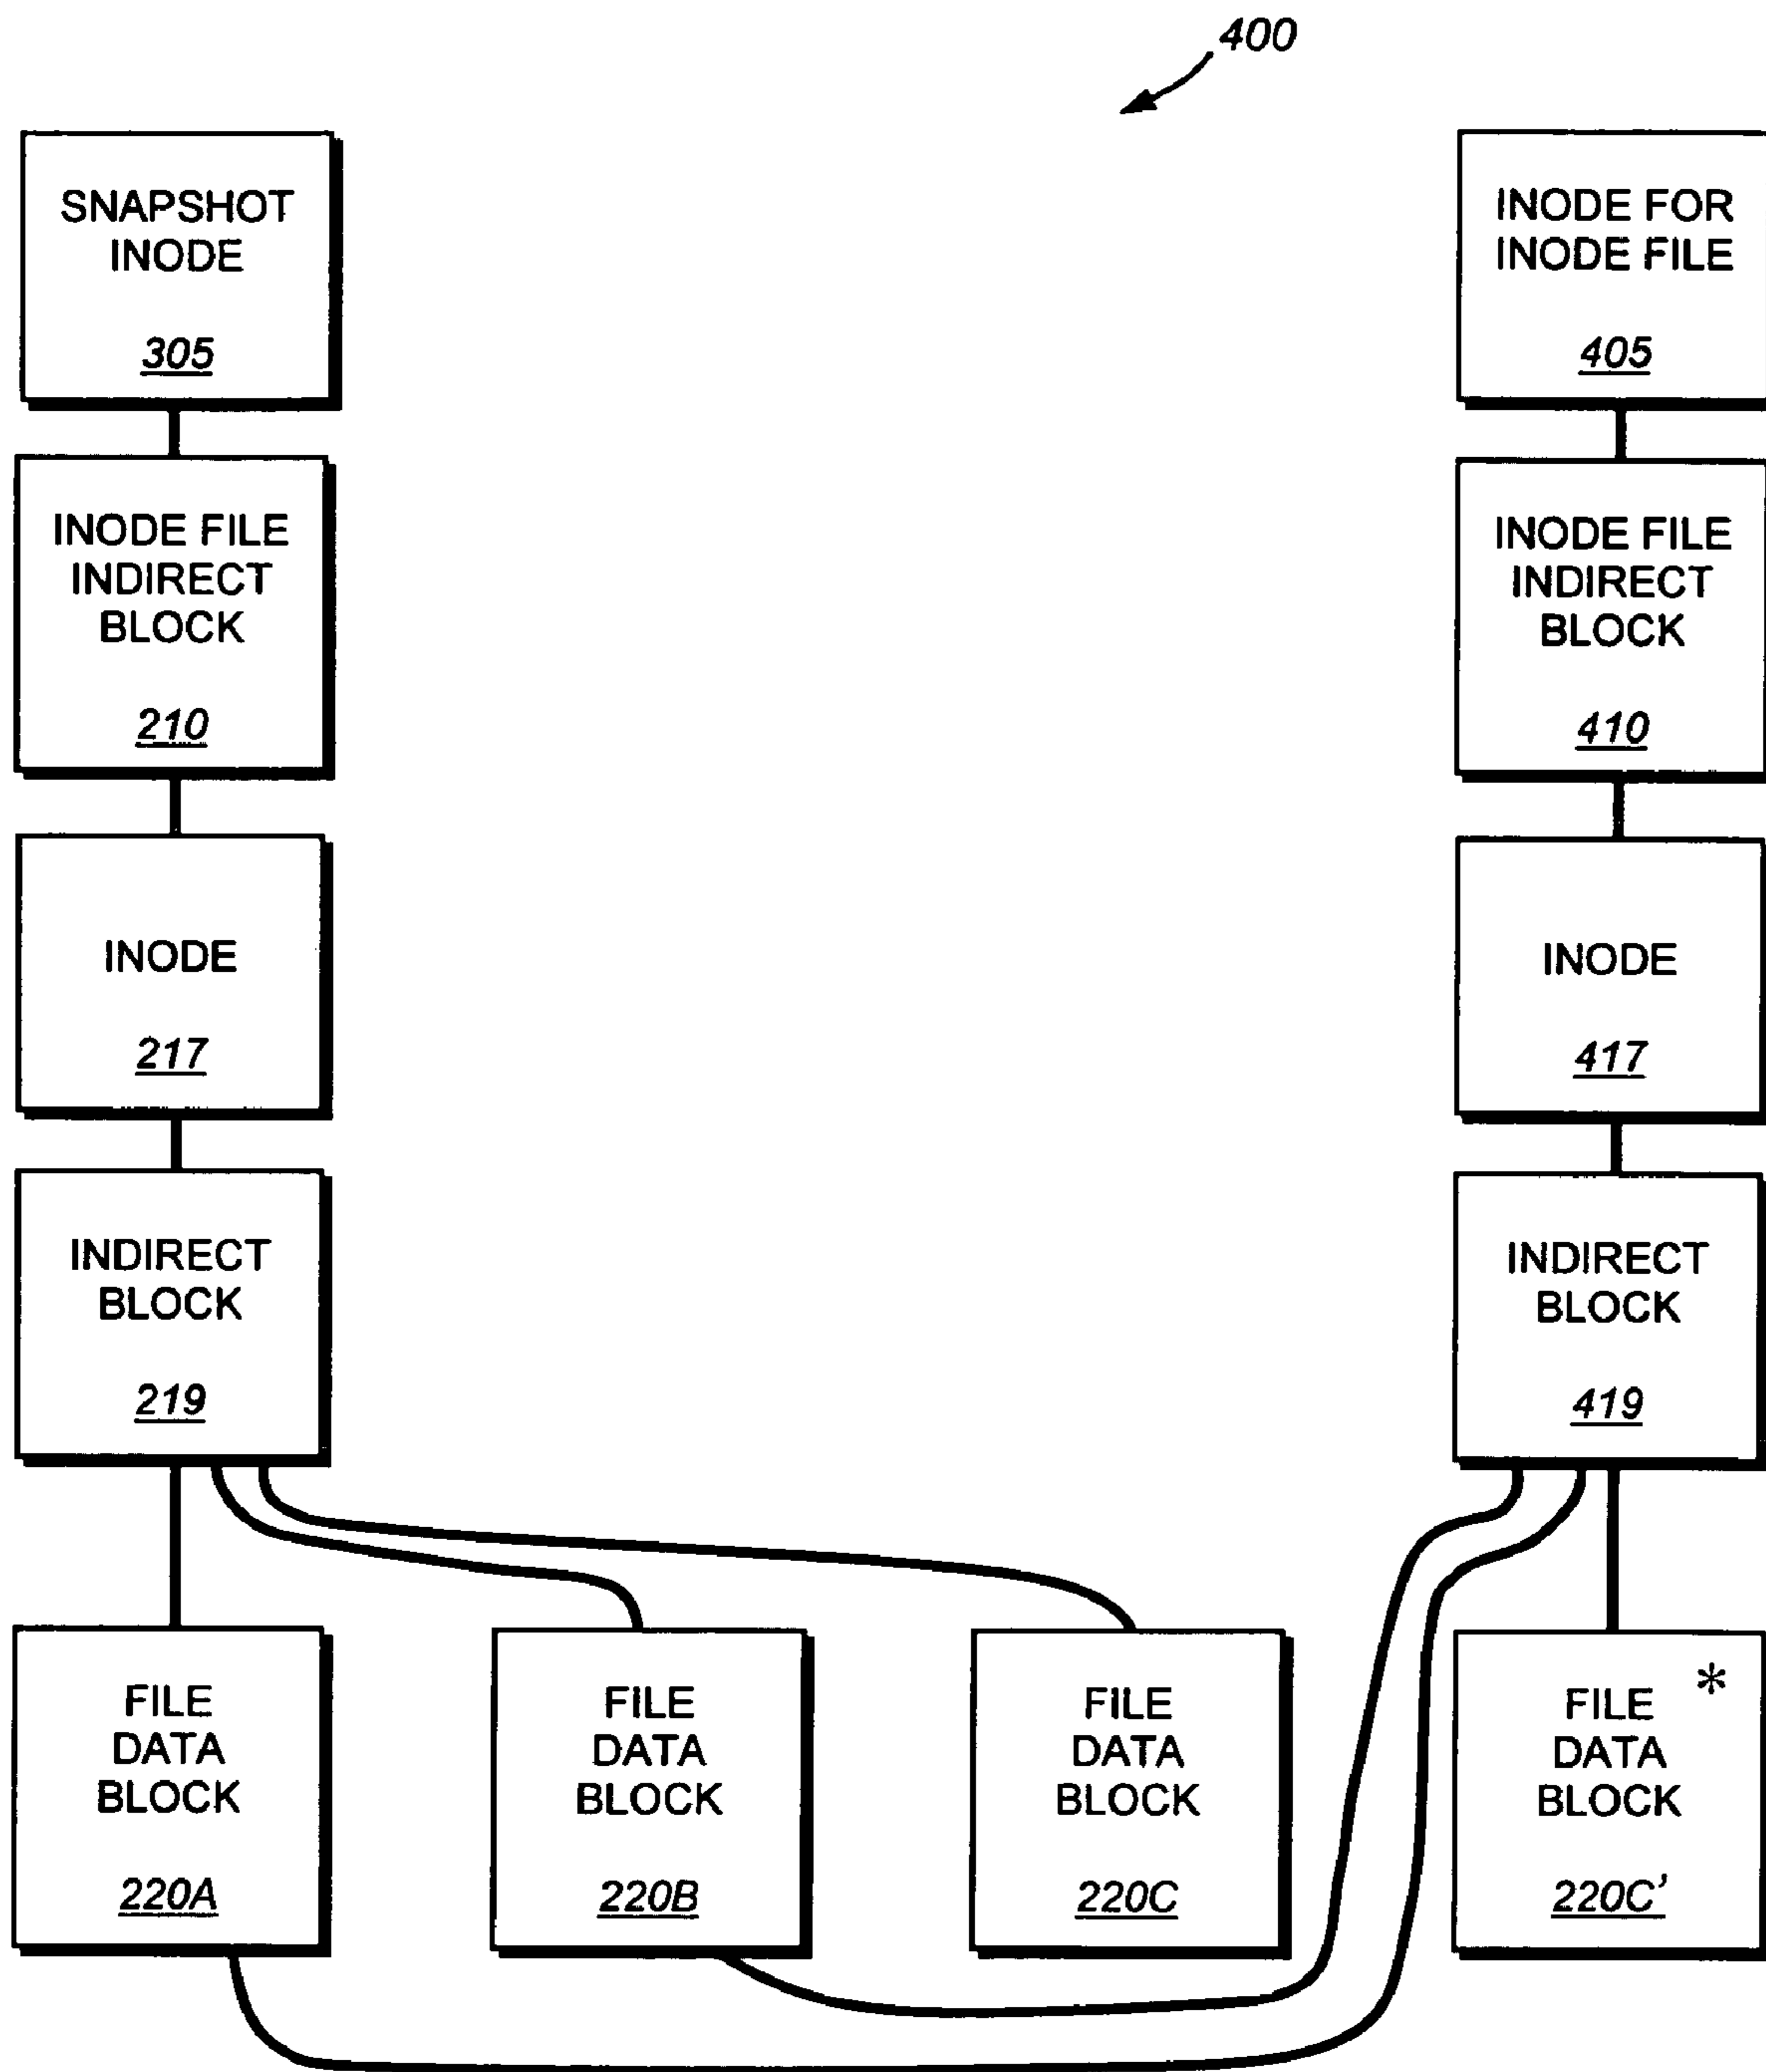 400
SNAPSHOT
INODE
305
INODE FOR
INODE FILE
405
INODE FILE
INDIRECT
BLOCK
210
INODE FILE
INDIRECT
BLOCK
410
INODE
217
INODE
417
INDIRECT
BLOCK
219
INDIRECT
BLOCK
419
FILE
DATA
BLOCK
220A
FILE
DATA
BLOCK
220B
FILE
DATA
BLOCK
220C
*
FILE
DATA
BLOCK
220C’